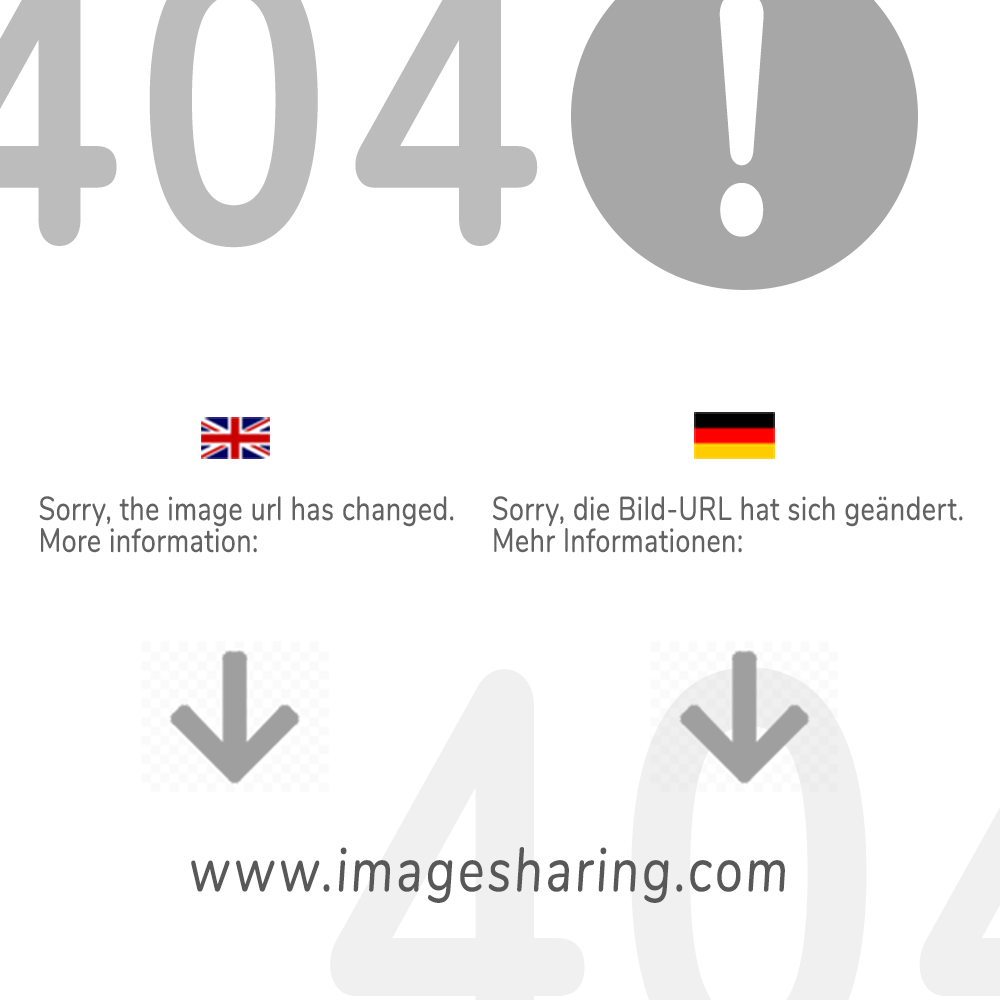 404 !
Sorry, the image url has changed.
More information:
Sorry, die Bild-URL hat sich geändert.
Mehr Informationen:
www.imagesharing.com
404